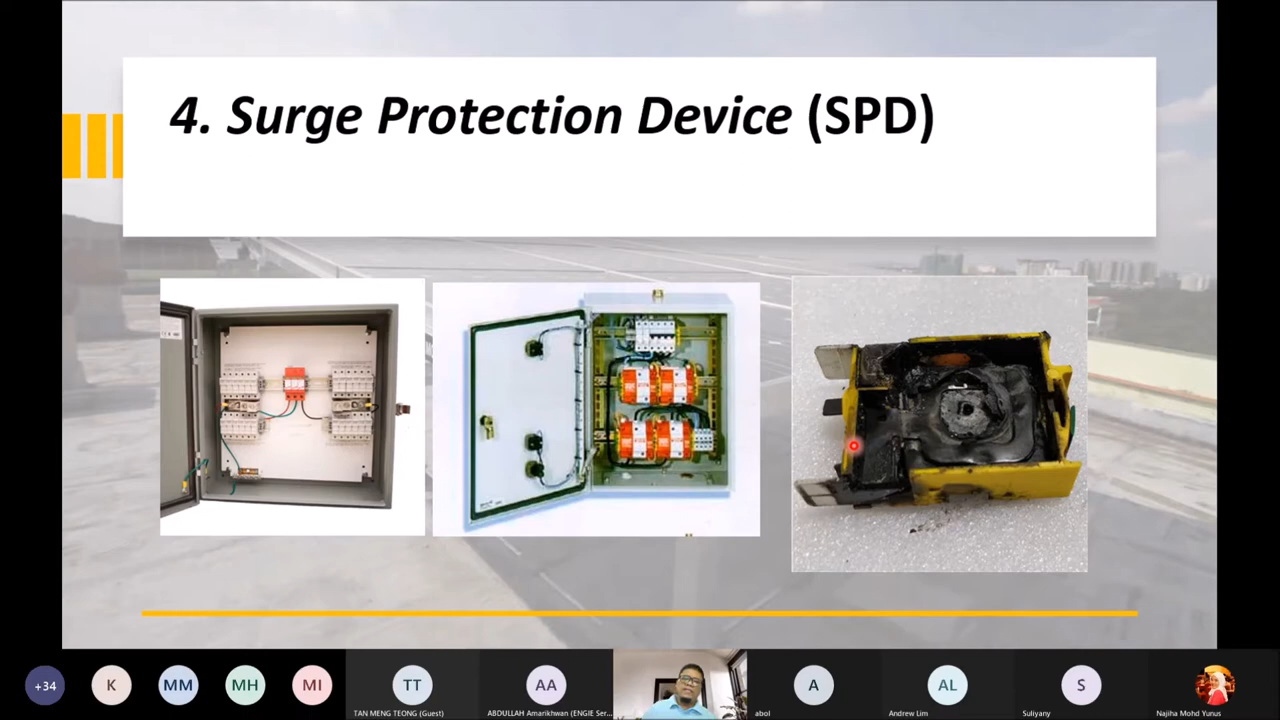 4. Surge Protection Device (SPD)
+34
K
MM
MH
MI
TT
AA
A
AL
S
TAN MENG TEONG (Guest)
ABDULLAH Amarikhwan (ENGIE Ser...
abol
Andrew Lim
Suliyany
Najiha Mohd Yunus